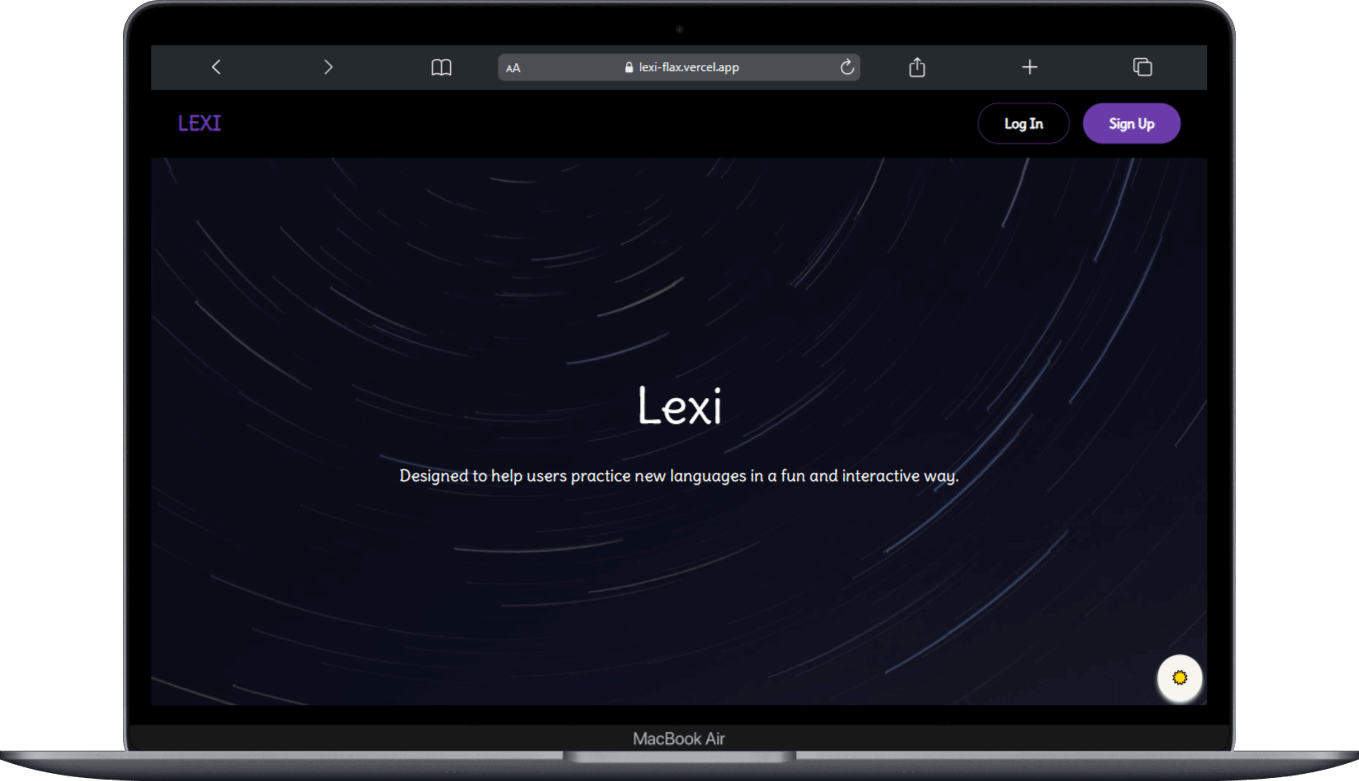 AA
lexi-flax.vercel.app
LEXI
Log In
Sign Up
Lexi
Designed to help users practice new languages in a fun and interactive way.
MacBook Air